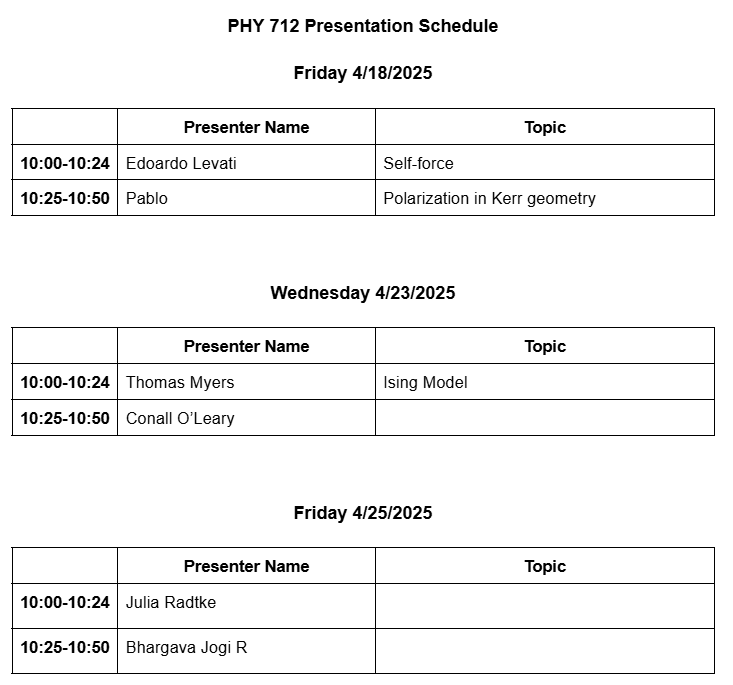 PHY 712 Presentation Schedule
Friday 4/18/2025
Presenter Name Topic
10:00-10:24 Edoardo Levati Self-force
10:25-10:50 Pablo Polarization in Kerr geometry
Wednesday 4/23/2025
Presenter Name Topic
10:00-10:24 Thomas Myers Ising Model
10:25-10:50 Conall O’Leary
Friday 4/25/2025
Presenter Name Topic
10:00-10:24 Julia Radtke
10:25-10:50 Bhargava Jogi R